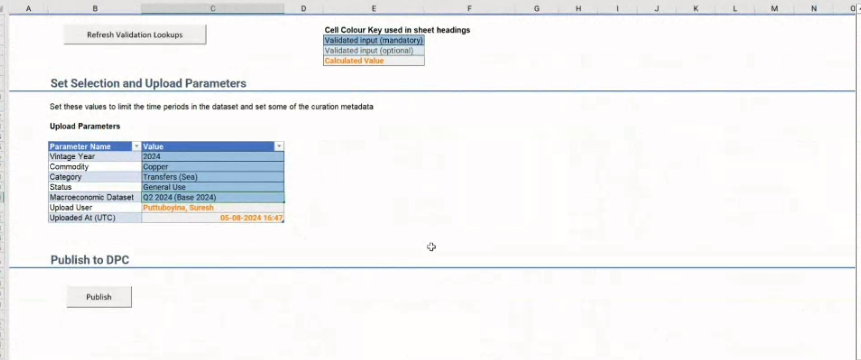 A B C D E F G H I J K L M N O
Refresh Validation Lookups
Cell Colour Key used in sheet headings
Validated input (mandatory)
Validated input (optional)
Calculated Value
Set Selection and Upload Parameters
Set these values to limit the time periods in the dataset and set some of the curation metadata
Upload Parameters
Parameter Name Value
Vintage Year 2024
Commodity Copper
Category Transfers (Sea)
Status General Use
Macroeconomic Dataset Q2 2024 (Base 2024)
Upload User Puttuboyina, Suresh
Uploaded At (UTC) 05-08-2024 16:47
Publish to DPC
Publish